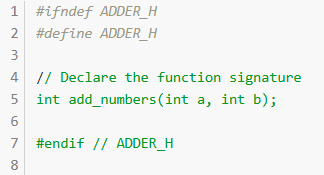 1 #ifndef ADDER_H
2 #define ADDER_H
3
4 // Declare the function signature
5 int add_numbers(int a, int b);
6
7 #endif // ADDER_H
8